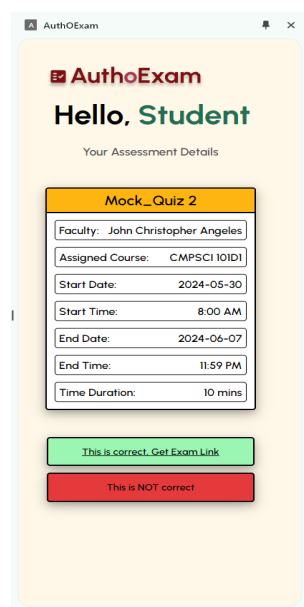 A AuthOExam
AuthoExam
Hello, Student
Your Assessment Details
Mock_Quiz 2
Faculty: John Christopher Angeles
Assigned Course: CMPSCI 101D1
Start Date: 2024-05-30
Start Time: 8:00 AM
End Date: 2024-06-07
End Time: 11:59 PM
Time Duration: 10 mins
This is correct. Get Exam Link
This is NOT correct